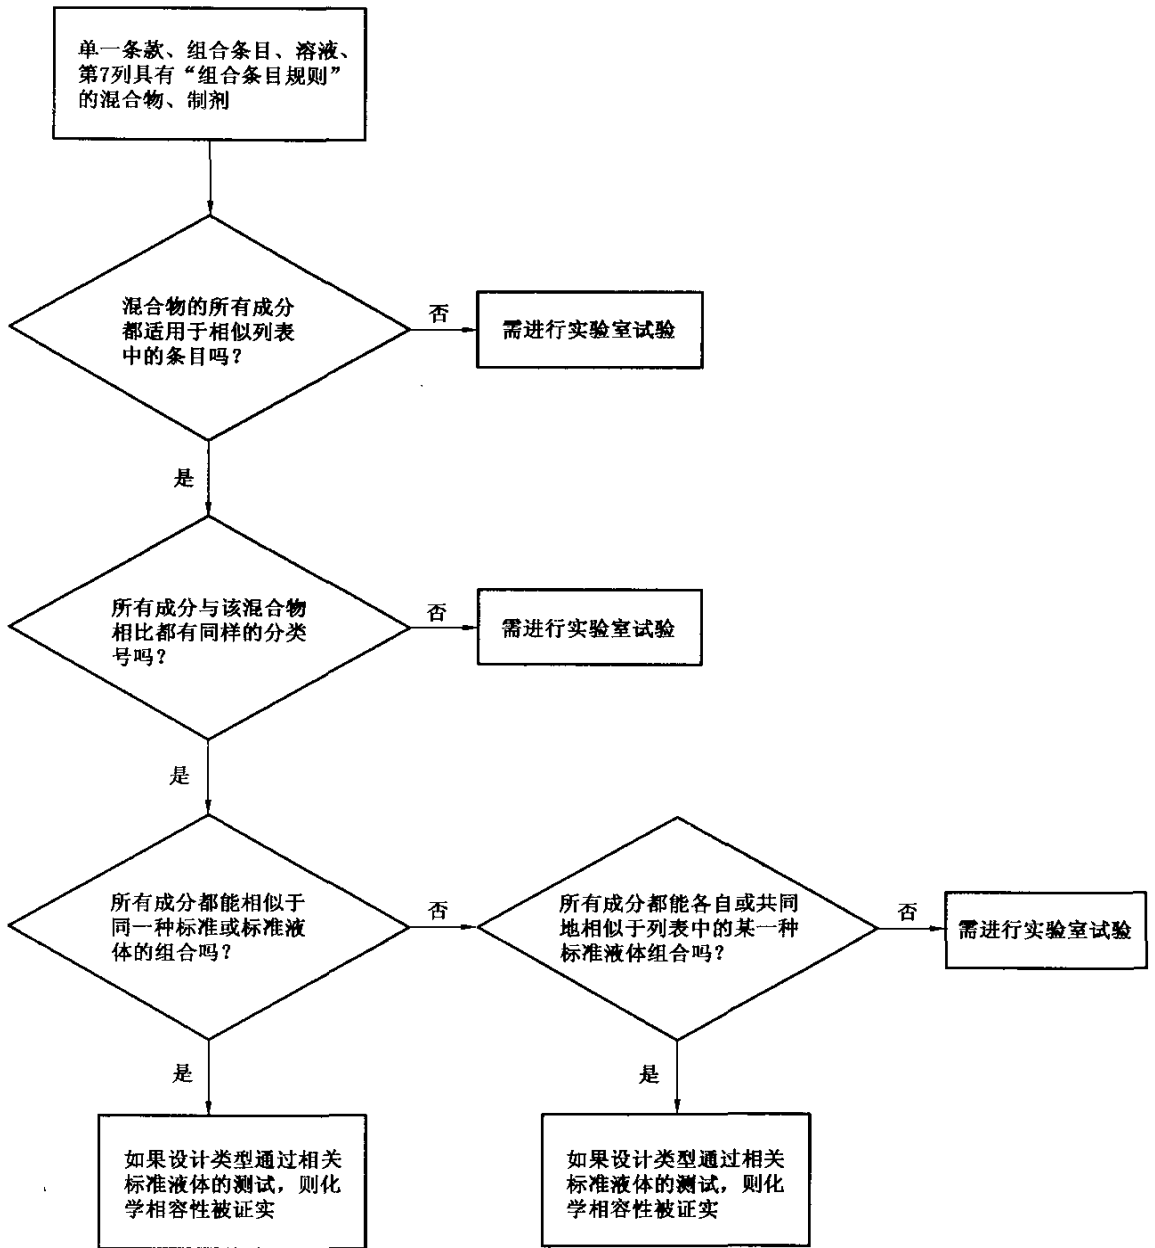 单一条款、组合条目、溶液、
第7列具有“组合条目规则”
的混合物、制剂
混合物的所有成分
都适用于相似列表
中的条目吗？
否
需进行实验室试验
是
所有成分与该混合物
相比都有同样的分类
号吗？
否
需进行实验室试验
是
所有成分都能相似于
同一种标准或标准液
体的组合吗？
否
所有成分都能各自或共同
地相似于列表中的某一种
标准液体组合吗？
否
需进行实验室试验
是
是
如果设计类型通过相关
标准液体的测试，则化
学相容性被证实
如果设计类型通过相关
标准液体的测试，则化
学相容性被证实